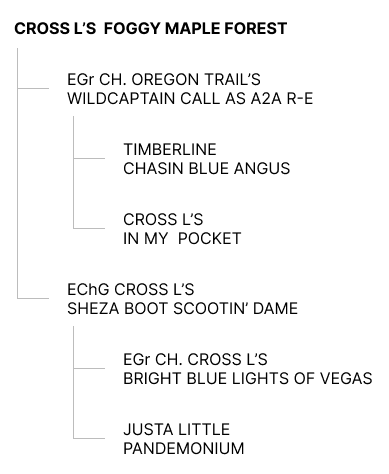 CROSS L'S  FOGGY MAPLE FOREST
EGr CH. OREGON TRAIL'S
WILDCAPTAIN CALL AS A2A R-E
TIMBERLINE
CHASIN BLUE ANGUS
CROSS L'S
IN MY  POCKET
EChG CROSS L'S
SHEZA BOOT SCOOTIN' DAME
EGr CH. CROSS L'S
BRIGHT BLUE LIGHTS OF VEGAS
JUSTA LITTLE
PANDEMONIUM